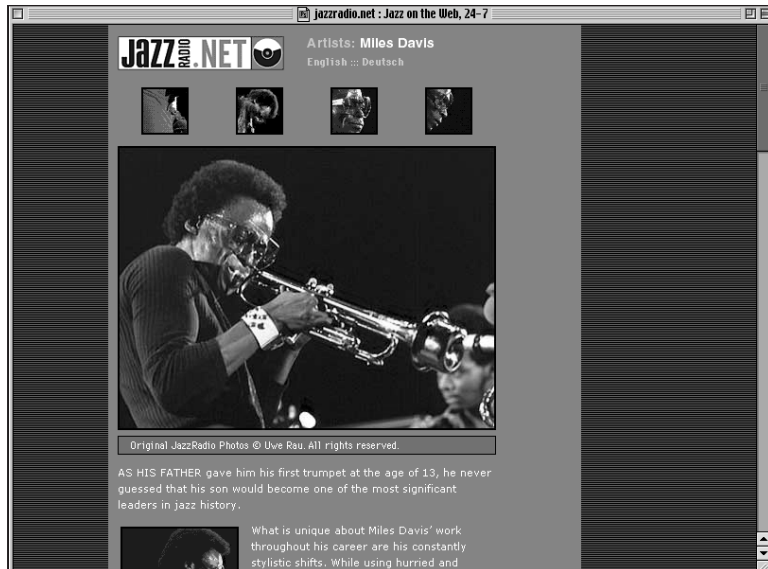 jazzradio.net : Jazz on the Web, 24-7
JAZZ RADIO .NET
Artists: Miles Davis
English ::: Deutsch
Original JazzRadio Photos © Uwe Rau. All rights reserved.
AS HIS FATHER gave him his first trumpet at the age of 13, he never
guessed that his son would become one of the most significant
leaders in jazz history.
What is unique about Miles Davis' work
throughout his career are his constantly
stylistic shifts. While using hurried and